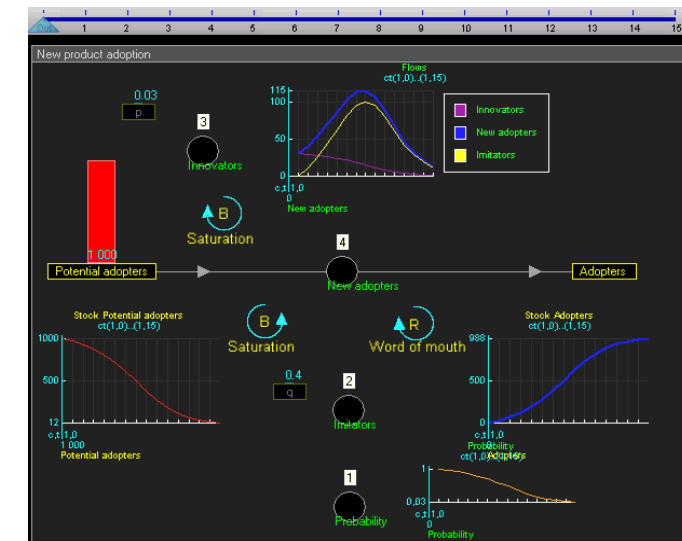 1 2 3 4 5 6 7 8 9 10 11 12 13 14 15
New product adoption
Flows
ct(1,0)..(1,15)
115
100
50
0
c,t|1,0
0
New adopters
Innovators
New adopters
Imitators
0.03
p
3
Innovators
B
Saturation
1 000
Potential adopters
4
New adopters
Adopters
Stock Potential adopters
ct(1,0)..(1,15)
1000
500
12
c,t|1,0
1 000
Potential adopters
B
Saturation
R
Word of mouth
0.4
q
2
Imitators
Stock Adopters
ct(1,0)..(1,15)
988
500
0
c,t|1,0
Adopters
1
Probability
Probability
ct(1,0)..(1,15)
1
0,03
c,t|1,0
0
Probability